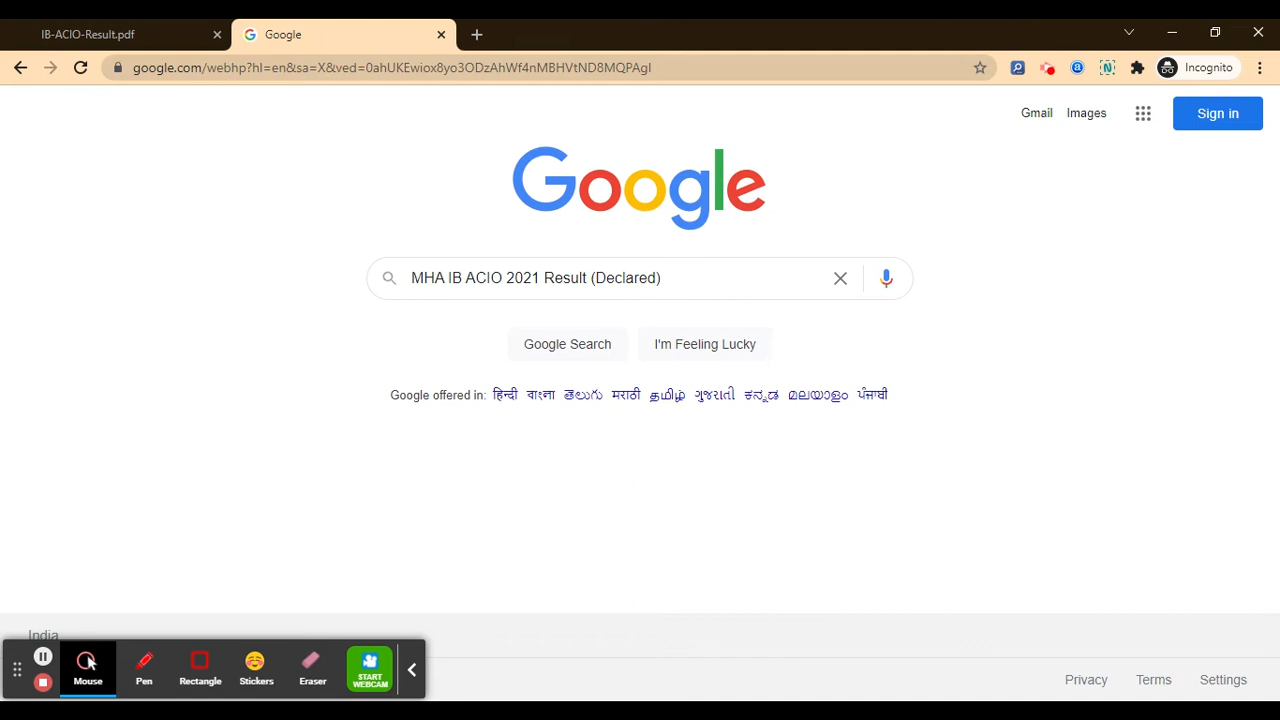 IB-ACIO-Result.pdf
Google
google.com/webhp?hl=en&sa=X&ved=0ahUKEwiox8yo3ODzAhWf4nMBHVtND8MQPAgI
Incognito
Gmail Images
Sign in
Google
MHA IB ACIO 2021 Result (Declared)
Google Search I'm Feeling Lucky
Google offered in: हिन्दी বাংলা తెలుగు मराठी தமிழ் ગુજરાતી ಕನ್ನಡ മലയാളം ਪੰਜਾਬੀ
India
Mouse Pen Rectangle Stickers Eraser START WEBCAM
Privacy Terms Settings